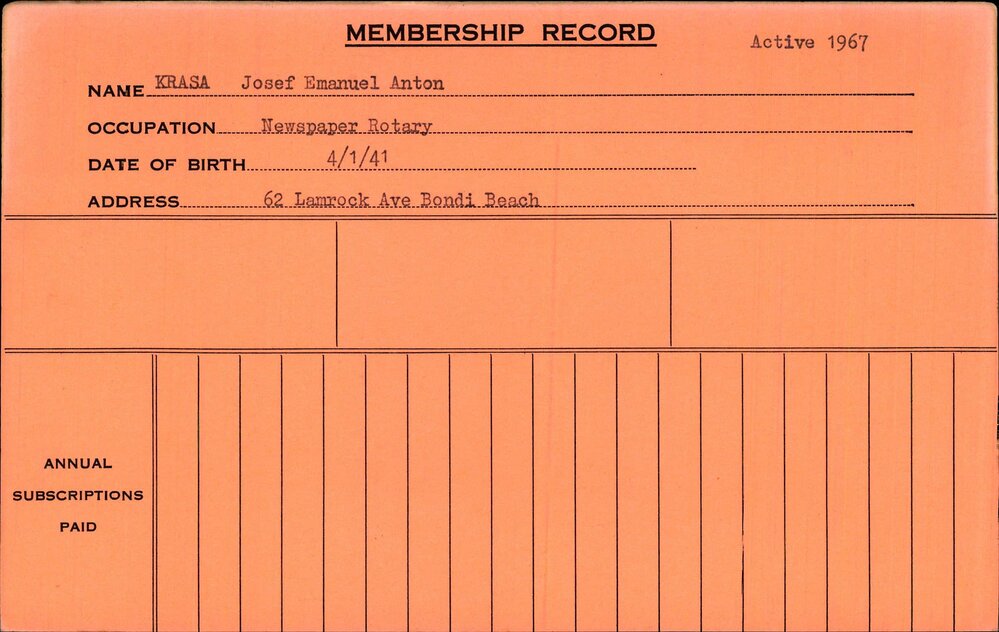 MEMBERSHIP RECORD
Active 1967
NAME KRASA Josef Emanuel Anton
OCCUPATION Newspaper Rotary
DATE OF BIRTH 4/1/41
ADDRESS 62 Lamrock Ave Bondi Beach
ANNUAL
SUBSCRIPTIONS
PAID